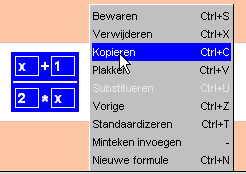 x + 1
2 * x
Bewaren Ctrl+S
Verwijderen Ctrl+X
Kopieren Ctrl+C
Plakken Ctrl+V
Substitueren Ctrl+U
Vorige Ctrl+Z
Standaardizeren Ctrl+T
Minteken invoegen -
Nieuwe formule Ctrl+N